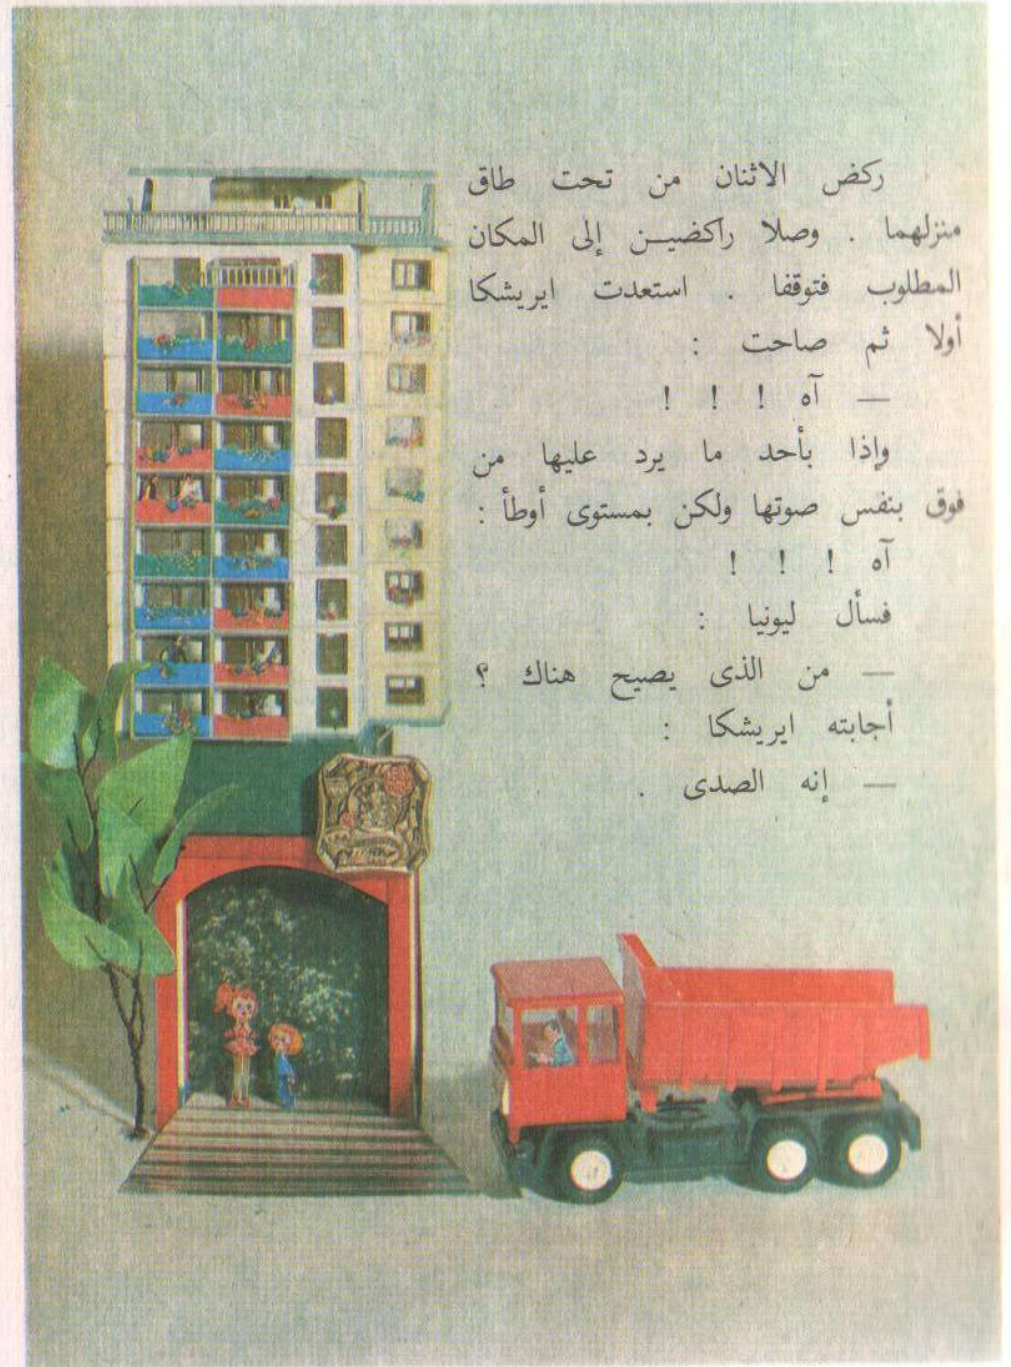 ركض الاثنان من تحت طاق
منزلهما . وصلا راكضيـن إلى المكان
المطلوب فتوقفا . استعدت ايريشكا
أولا ثم صاحت :
— آه ! ! !
وإذا بأحد ما يرد عليها من
فوق بنفس صوتها ولكن بمستوى أوطأ :
آه ! ! !
فسأل ليونيا :
— من الذى يصيح هناك ؟
أجابته ايريشكا :
— إنه الصدى .